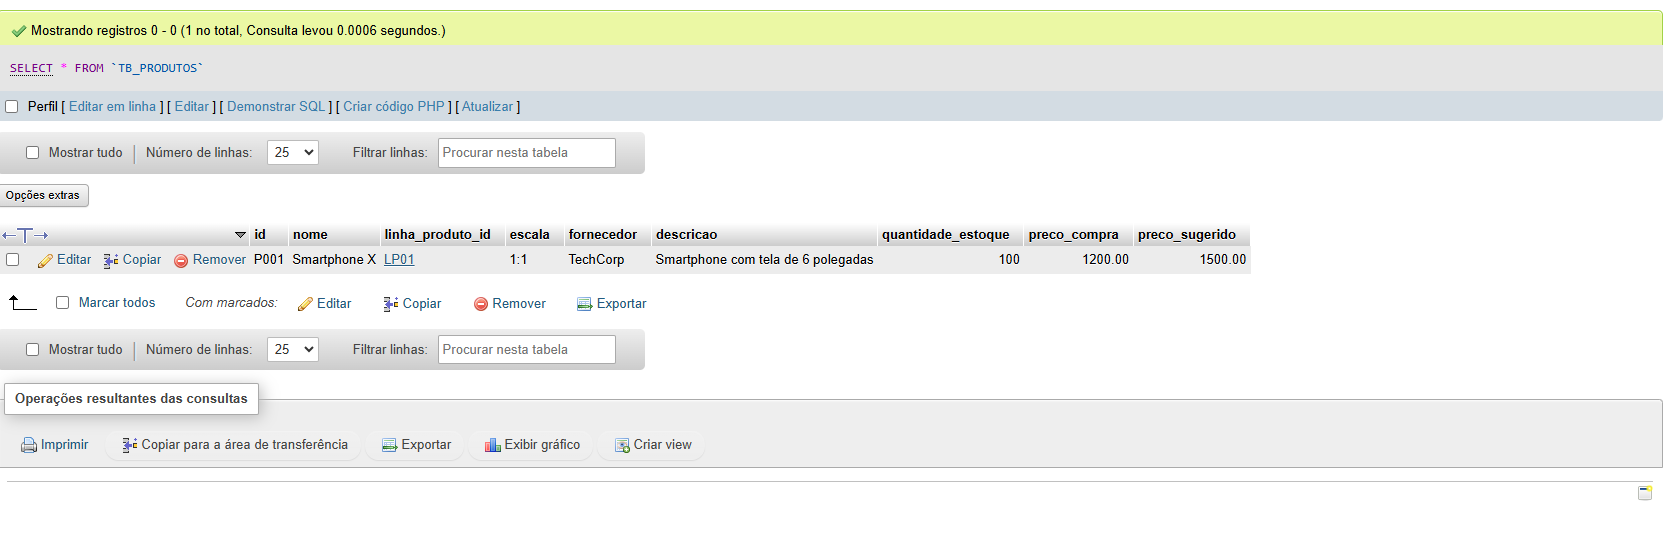 Mostrando registros 0 - 0 (1 no total, Consulta levou 0.0006 segundos.)
SELECT * FROM `TB_PRODUTOS`
Perfil [ Editar em linha ] [ Editar ] [ Demonstrar SQL ] [ Criar código PHP ] [ Atualizar ]
Mostrar tudo Número de linhas: 25 Filtrar linhas: Procurar nesta tabela
Opções extras
id nome linha_produto_id escala fornecedor descricao quantidade_estoque preco_compra preco_sugerido
Editar Copiar Remover P001 Smartphone X LP01 1:1 TechCorp Smartphone com tela de 6 polegadas 100 1200.00 1500.00
Marcar todos Com marcados: Editar Copiar Remover Exportar
Mostrar tudo Número de linhas: 25 Filtrar linhas: Procurar nesta tabela
Operações resultantes das consultas
Imprimir Copiar para a área de transferência Exportar Exibir gráfico Criar view